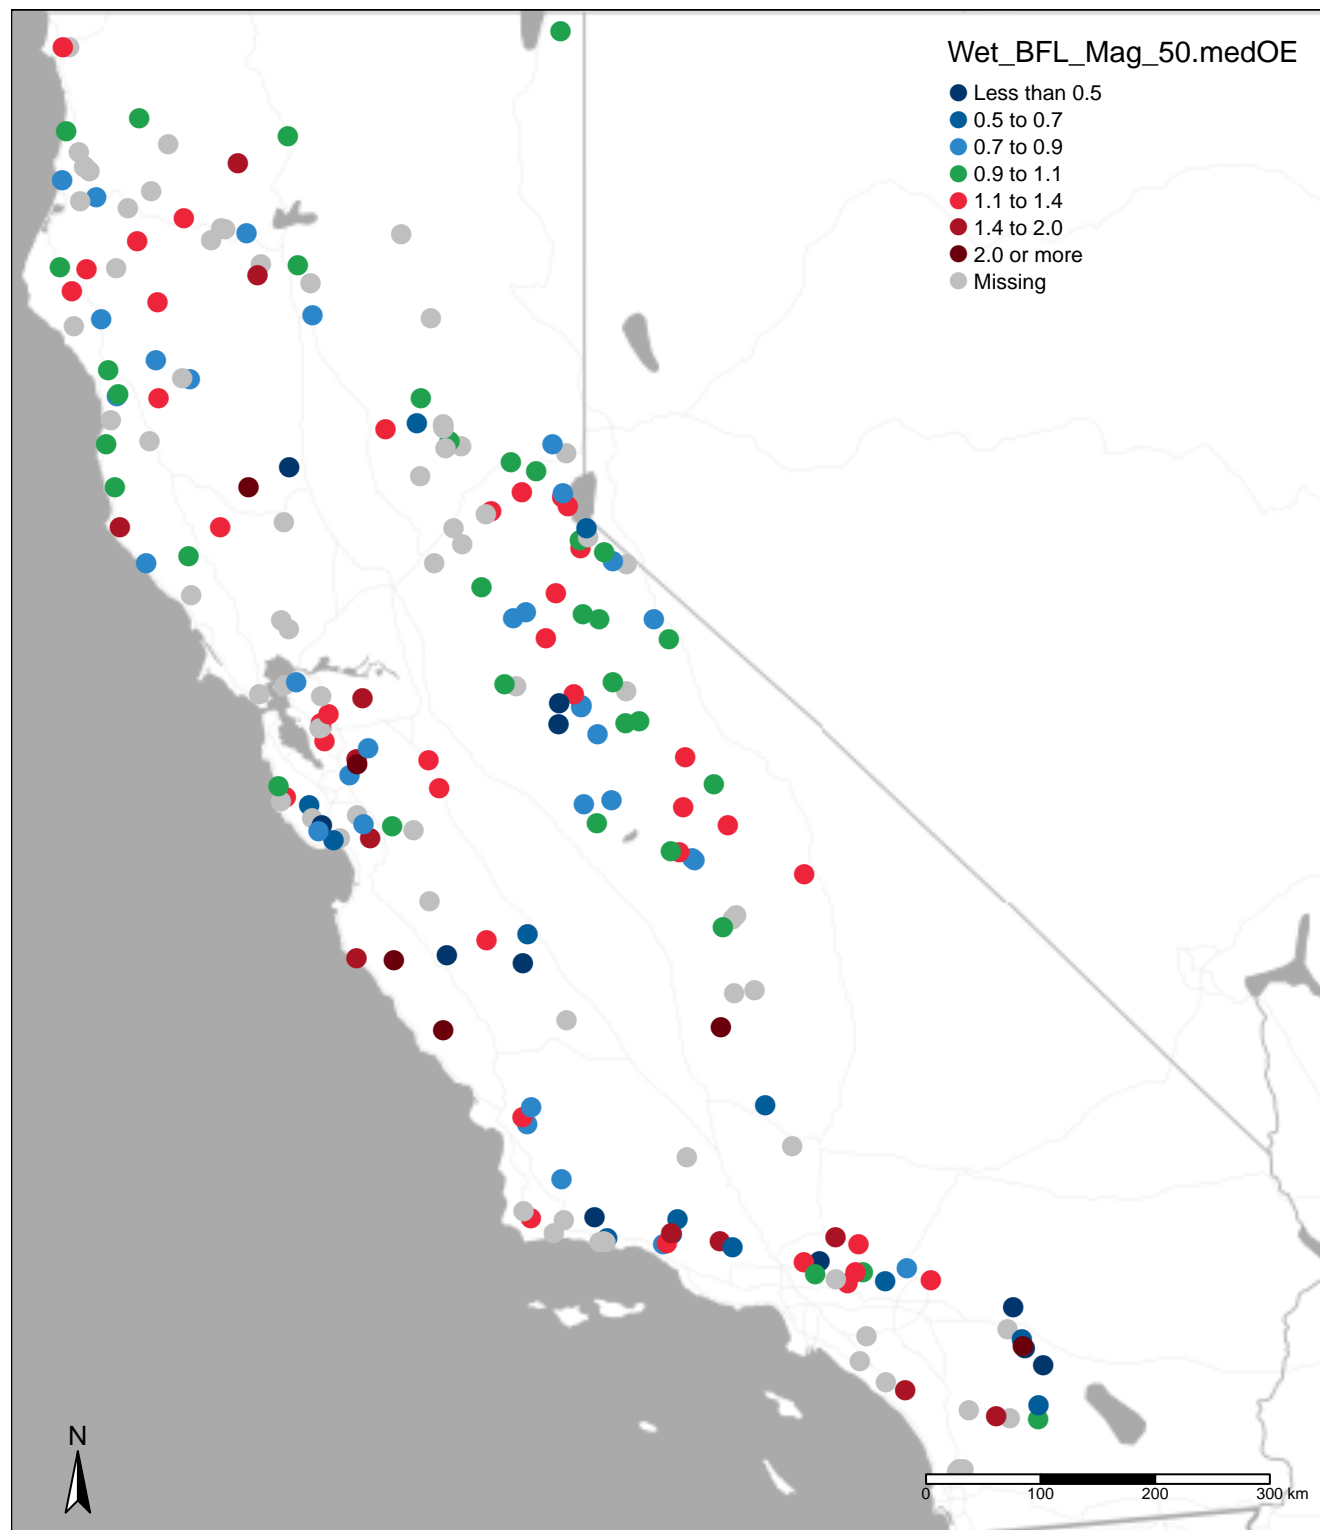 Wet_BFL_Mag_50.medOE
Less than 0.5
0.5 to 0.7
0.7 to 0.9
0.9 to 1.1
1.1 to 1.4
1.4 to 2.0
2.0 or more
Missing
N
0 100 200 300 km